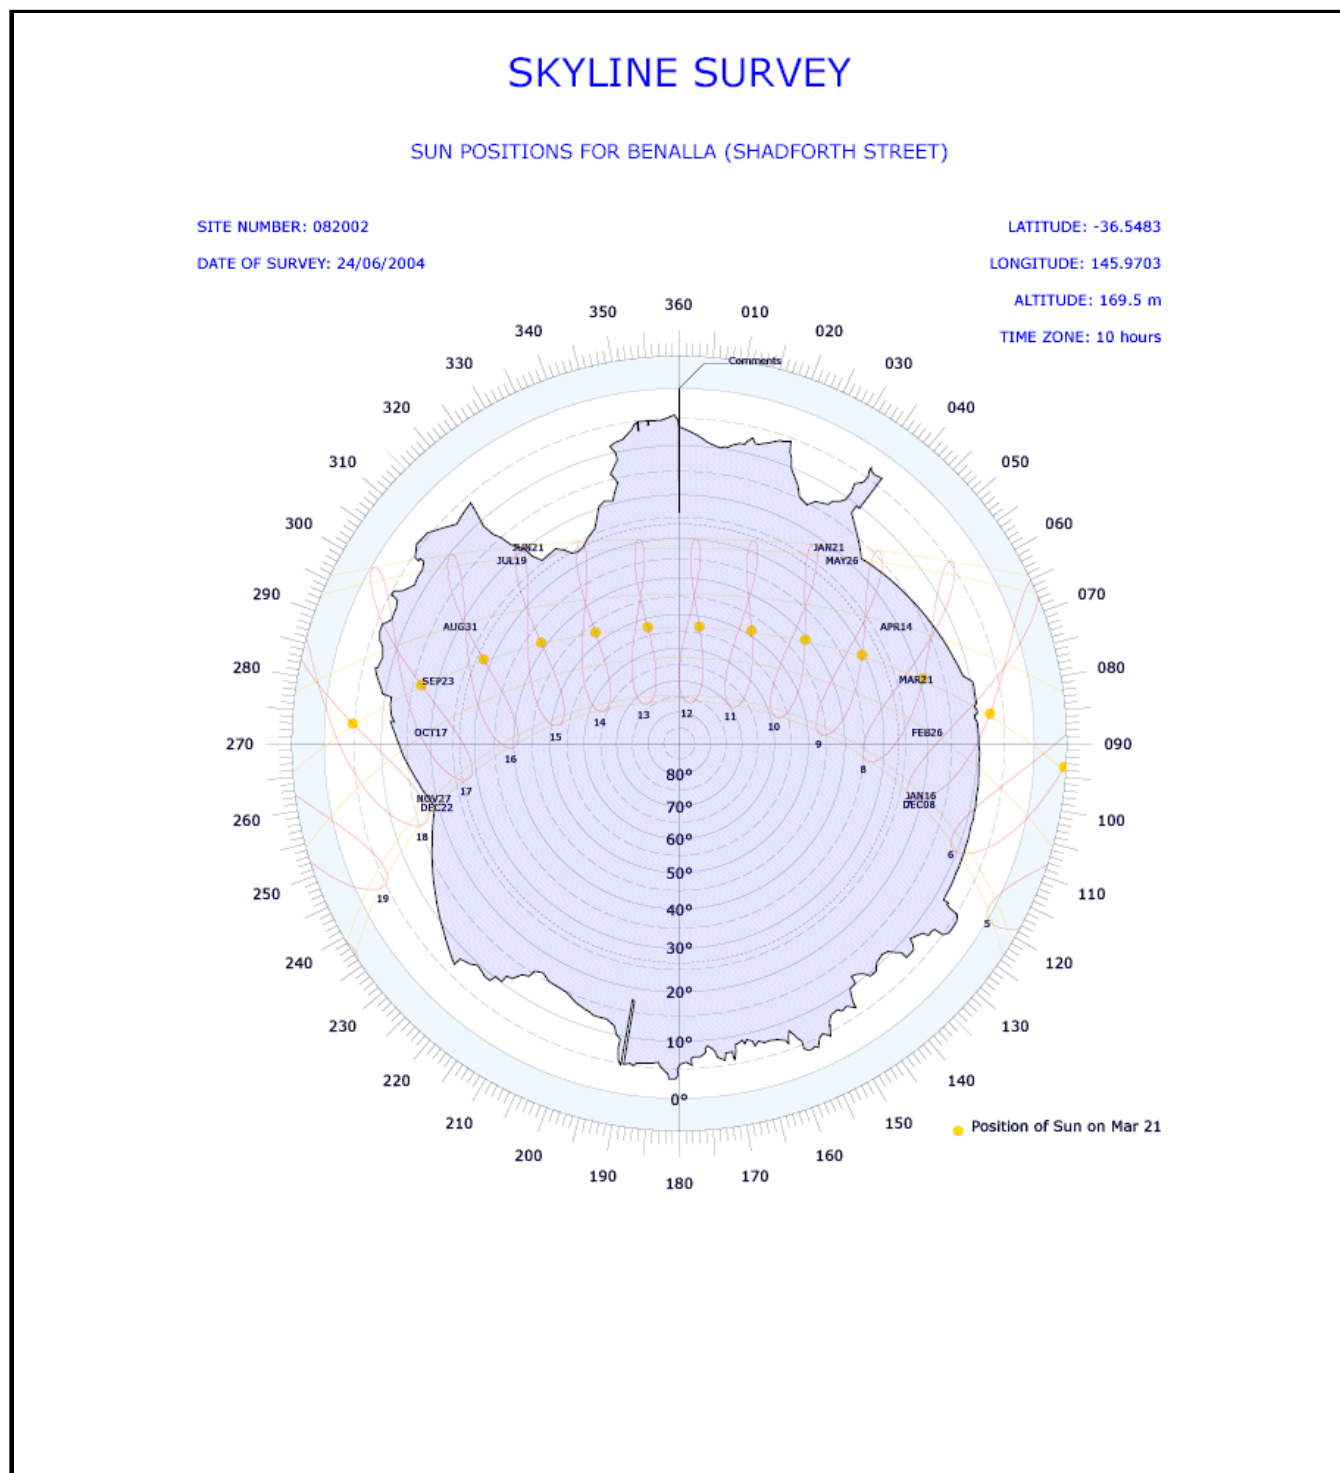 SKYLINE SURVEY
SUN POSITIONS FOR BENALLA (SHADFORTH STREET)
SITE NUMBER: 082002
LATITUDE: -36.5483
DATE OF SURVEY: 24/06/2004
LONGITUDE: 145.9703
ALTITUDE: 169.5 m
TIME ZONE: 10 hours
360
350 010
340 020
330 030
320 040
310 050
300 060
290 070
280 080
270 090
260 100
250 110
240 120
230 130
220 140
210 150
200 160
190 170
180
Comments
JUN21 JAN21
JUL19 MAY26
AUG31 APR14
SEP23 MAR21
OCT17 FEB26
NOV27 JAN16
DEC22 DEC08
19 18 17 16 15 14 13 12 11 10 9 8 7 6 5
80°
70°
60°
50°
40°
30°
20°
10°
0°
Position of Sun on Mar 21